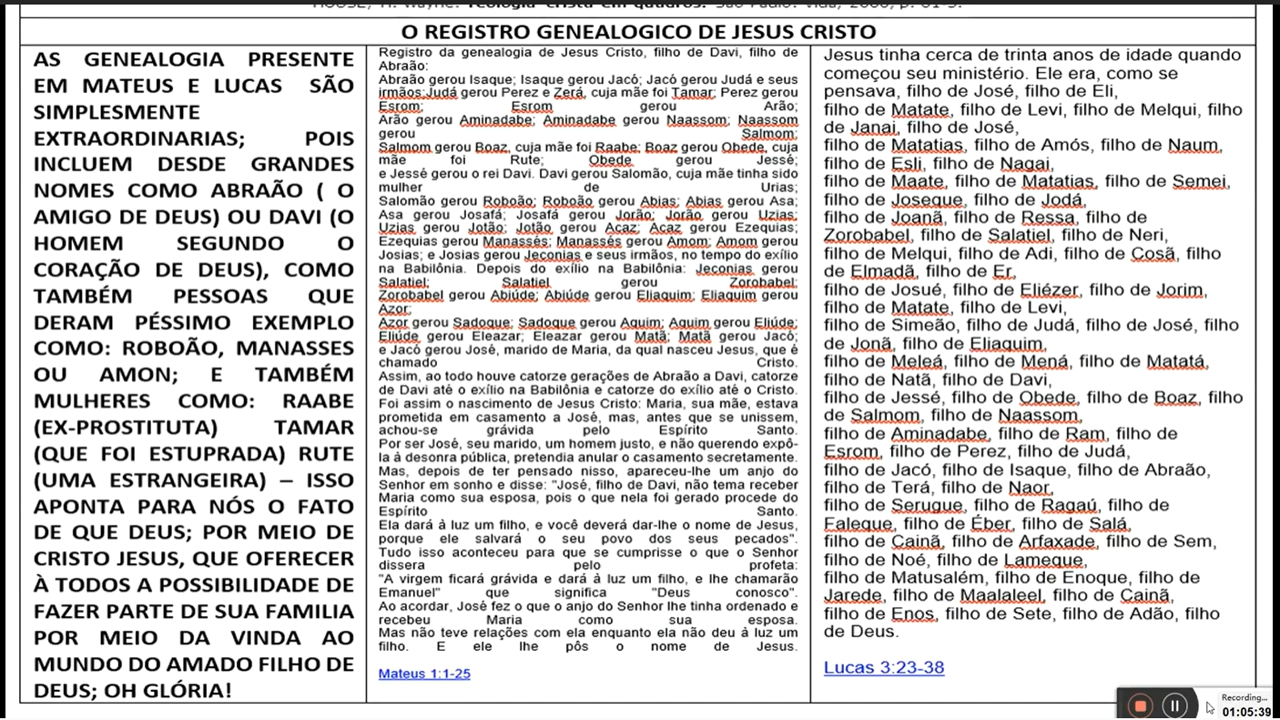 HOUSE, H. Wayne. Teologia cristã em quadros. São Paulo: Vida, 2000, p.
O REGISTRO GENEALOGICO DE JESUS CRISTO
AS GENEALOGIA PRESENTE
EM MATEUS E LUCAS SÃO
SIMPLESMENTE
EXTRAORDINARIAS; POIS
INCLUEM DESDE GRANDES
NOMES COMO ABRAÃO ( O
AMIGO DE DEUS) OU DAVI (O
HOMEM SEGUNDO O
CORAÇÃO DE DEUS), COMO
TAMBÉM PESSOAS QUE
DERAM PÉSSIMO EXEMPLO
COMO: ROBOÃO, MANASSES
OU AMON; E TAMBÉM
MULHERES COMO: RAABE
(EX-PROSTITUTA) TAMAR
(QUE FOI ESTUPRADA) RUTE
(UMA ESTRANGEIRA) – ISSO
APONTA PARA NÓS O FATO
DE QUE DEUS; POR MEIO DE
CRISTO JESUS, QUE OFERECER
À TODOS A POSSIBILIDADE DE
FAZER PARTE DE SUA FAMILIA
POR MEIO DA VINDA AO
MUNDO DO AMADO FILHO DE
DEUS; OH GLÓRIA!
Registro da genealogia de Jesus Cristo, filho de Davi, filho de
Abraão:
Abraão gerou Isaque; Isaque gerou Jacó; Jacó gerou Judá e seus
irmãos;Judá gerou Perez e Zerá, cuja mãe foi Tamar; Perez gerou
Esrom; Esrom gerou Arão;
Arão gerou Aminadabe; Aminadabe gerou Naassom; Naassom
gerou Salmom;
Salmom gerou Boaz, cuja mãe foi Raabe; Boaz gerou Obede, cuja
mãe foi Rute; Obede gerou Jessé;
e Jessé gerou o rei Davi. Davi gerou Salomão, cuja mãe tinha sido
mulher de Urias;
Salomão gerou Roboão; Roboão gerou Abias; Abias gerou Asa;
Asa gerou Josafá; Josafá gerou Jorão; Jorão gerou Uzias;
Uzias gerou Jotão; Jotão gerou Acaz; Acaz gerou Ezequias;
Ezequias gerou Manassés; Manassés gerou Amom; Amom gerou
Josias; e Josias gerou Jeconias e seus irmãos, no tempo do exílio
na Babilônia. Depois do exílio na Babilônia: Jeconias gerou
Salatiel; Salatiel gerou Zorobabel;
Zorobabel gerou Abiúde; Abiúde gerou Eliaquim; Eliaquim gerou
Azor;
Azor gerou Sadoque; Sadoque gerou Aquim; Aquim gerou Eliúde;
Eliúde gerou Eleazar; Eleazar gerou Matã; Matã gerou Jacó;
e Jacó gerou José, marido de Maria, da qual nasceu Jesus, que é
chamado Cristo.
Assim, ao todo houve catorze gerações de Abraão a Davi, catorze
de Davi até o exílio na Babilônia e catorze do exílio até o Cristo.
Foi assim o nascimento de Jesus Cristo: Maria, sua mãe, estava
prometida em casamento a José, mas, antes que se unissem,
achou-se grávida pelo Espírito Santo.
Por ser José, seu marido, um homem justo, e não querendo expô-
la à desonra pública, pretendia anular o casamento secretamente.
Mas, depois de ter pensado nisso, apareceu-lhe um anjo do
Senhor em sonho e disse: "José, filho de Davi, não tema receber
Maria como sua esposa, pois o que nela foi gerado procede do
Espírito Santo.
Ela dará à luz um filho, e você deverá dar-lhe o nome de Jesus,
porque ele salvará o seu povo dos seus pecados".
Tudo isso aconteceu para que se cumprisse o que o Senhor
dissera pelo profeta:
"A virgem ficará grávida e dará à luz um filho, e lhe chamarão
Emanuel" que significa "Deus conosco".
Ao acordar, José fez o que o anjo do Senhor lhe tinha ordenado e
recebeu Maria como sua esposa.
Mas não teve relações com ela enquanto ela não deu à luz um
filho. E ele lhe pôs o nome de Jesus.
Mateus 1:1-25
Jesus tinha cerca de trinta anos de idade quando
começou seu ministério. Ele era, como se
pensava, filho de José, filho de Eli,
filho de Matate, filho de Levi, filho de Melqui, filho
de Janai, filho de José,
filho de Matatias, filho de Amós, filho de Naum,
filho de Esli, filho de Nagai,
filho de Maate, filho de Matatias, filho de Semei,
filho de Joseque, filho de Jodá,
filho de Joanã, filho de Ressa, filho de
Zorobabel, filho de Salatiel, filho de Neri,
filho de Melqui, filho de Adi, filho de Cosã, filho
de Elmadã, filho de Er,
filho de Josué, filho de Eliézer, filho de Jorim,
filho de Matate, filho de Levi,
filho de Simeão, filho de Judá, filho de José, filho
de Jonã, filho de Eliaquim,
filho de Meleá, filho de Mená, filho de Matatá,
filho de Natã, filho de Davi,
filho de Jessé, filho de Obede, filho de Boaz, filho
de Salmom, filho de Naassom,
filho de Aminadabe, filho de Ram, filho de
Esrom, filho de Perez, filho de Judá,
filho de Jacó, filho de Isaque, filho de Abraão,
filho de Terá, filho de Naor,
filho de Serugue, filho de Ragaú, filho de
Faleque, filho de Éber, filho de Salá,
filho de Cainã, filho de Arfaxade, filho de Sem,
filho de Noé, filho de Lameque,
filho de Matusalém, filho de Enoque, filho de
Jarede, filho de Maalaleel, filho de Cainã,
filho de Enos, filho de Sete, filho de Adão, filho
de Deus.
Lucas 3:23-38
Recording...
01:05:39